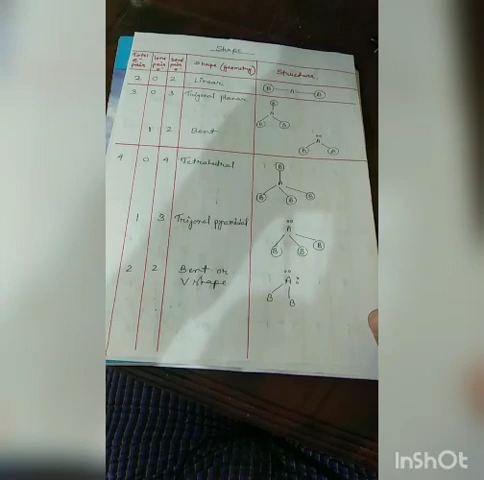 Shape
Total e⁻ pair Lone pair e⁻ Bond pair e⁻ Shape (geometry) Structure
2 0 2 Linear B A B
3 0 3 Trigonal planar B A B B
1 2 Bent A B B
4 0 4 Tetrahedral B A B B B
1 3 Trigonal pyramidal A B B B
2 2 Bent or A
V shape B B
InShOt